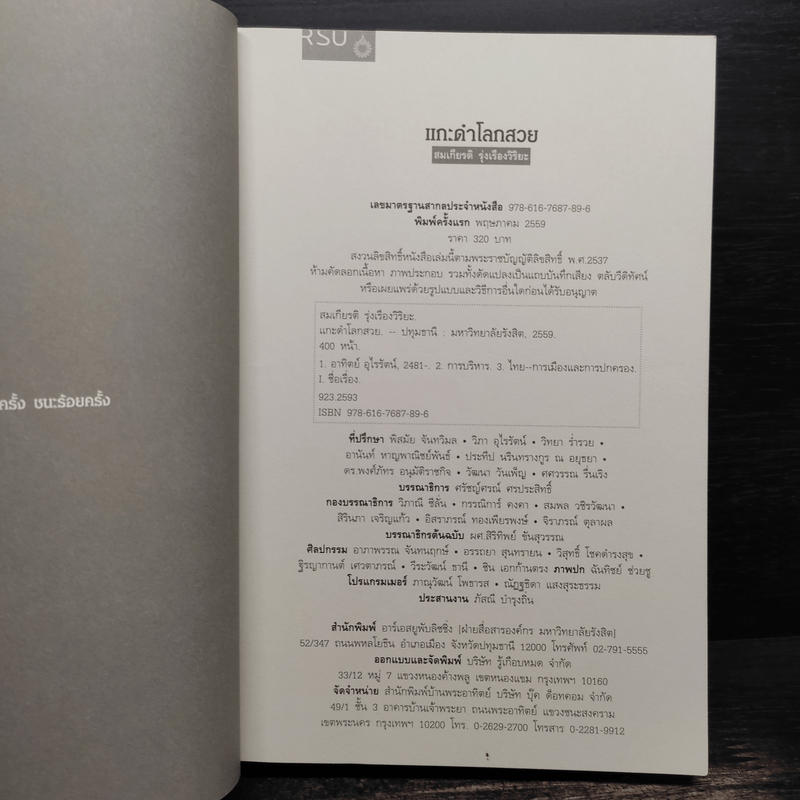 RSU
แกะดำโลกสวย
สมเกียรติ รุ่งเรืองวิริยะ
เลขมาตรฐานสากลประจำหนังสือ 978-616-7687-89-6
พิมพ์ครั้งแรก พฤษภาคม 2559
ราคา 320 บาท
สงวนลิขสิทธิ์หนังสือเล่มนี้ตามพระราชบัญญัติลิขสิทธิ์ พ.ศ.2537
ห้ามคัดลอกเนื้อหา ภาพประกอบ รวมทั้งดัดแปลงเป็นแถบบันทึกเสียง ตลับวีดิทัศน์
หรือเผยแพร่ด้วยรูปแบบและวิธีการอื่นใดก่อนได้รับอนุญาต
สมเกียรติ รุ่งเรืองวิริยะ.
แกะดำโลกสวย. -- ปทุมธานี : มหาวิทยาลัยรังสิต, 2559.
400 หน้า.
1. อาทิตย์ อุไรรัตน์, 2481-. 2. การบริหาร. 3. ไทย--การเมืองและการปกครอง.
I. ชื่อเรื่อง.
923.2593
ISBN 978-616-7687-89-6
ครั้ง ชนะร้อยครั้ง
ที่ปรึกษา พิสมัย จันทวิมล • วิภา อุไรรัตน์ • วิทยา ร่ำรวย •
อานันท์ หาญพาณิชย์พันธ์ • ประทีป นรินทรางกูร ณ อยุธยา •
ดร.พงศ์ภัทร อนุมัติราชกิจ • วัฒนา วันเพ็ญ • ศศวรรณ รื่นเริง
บรรณาธิการ ศรัชญ์ศรณ์ ศรประสิทธิ์
กองบรรณาธิการ วิภาณี ชีลั่น • กรรณิการ์ คงคา • สมพล วชิรวัฒนา •
สิรินภา เจริญแก้ว • อิสราภรณ์ ทองเพียรพงษ์ • จิราภรณ์ ตุลาผล
บรรณาธิกรต้นฉบับ ผศ.สิริทิพย์ ขันสุวรรณ
ศิลปกรรม อาภาพรรณ จันทนฤกษ์ • อรรถยา สุนทรายน • วิสุทธิ์ โชคดำรงสุข •
ฐิรญากานต์ เศวตาภรณ์ • วีระวัฒน์ ธานี • ชิน เอกก้านตรง ภาพปก ฉันทิชย์ ช่วยชู
โปรแกรมเมอร์ ภาณุวัฒน์ โพธารส • ณัฏฐธิดา แสงสุระธรรม
ประสานงาน ภัสณี บำรุงถิ่น
สำนักพิมพ์ อาร์เอสยูพับลิชชิ่ง [ฝ่ายสื่อสารองค์กร มหาวิทยาลัยรังสิต]
52/347 ถนนพหลโยธิน อำเภอเมือง จังหวัดปทุมธานี 12000 โทรศัพท์ 02-791-5555
ออกแบบและจัดพิมพ์ บริษัท รู้เกือบหมด จำกัด
33/12 หมู่ 7 แขวงหนองค้างพลู เขตหนองแขม กรุงเทพฯ 10160
จัดจำหน่าย สำนักพิมพ์บ้านพระอาทิตย์ บริษัท บุ๊ค ด็อทคอม จำกัด
49/1 ชั้น 3 อาคารบ้านเจ้าพระยา ถนนพระอาทิตย์ แขวงชนะสงคราม
เขตพระนคร กรุงเทพฯ 10200 โทร. 0-2629-2700 โทรสาร 0-2281-9912